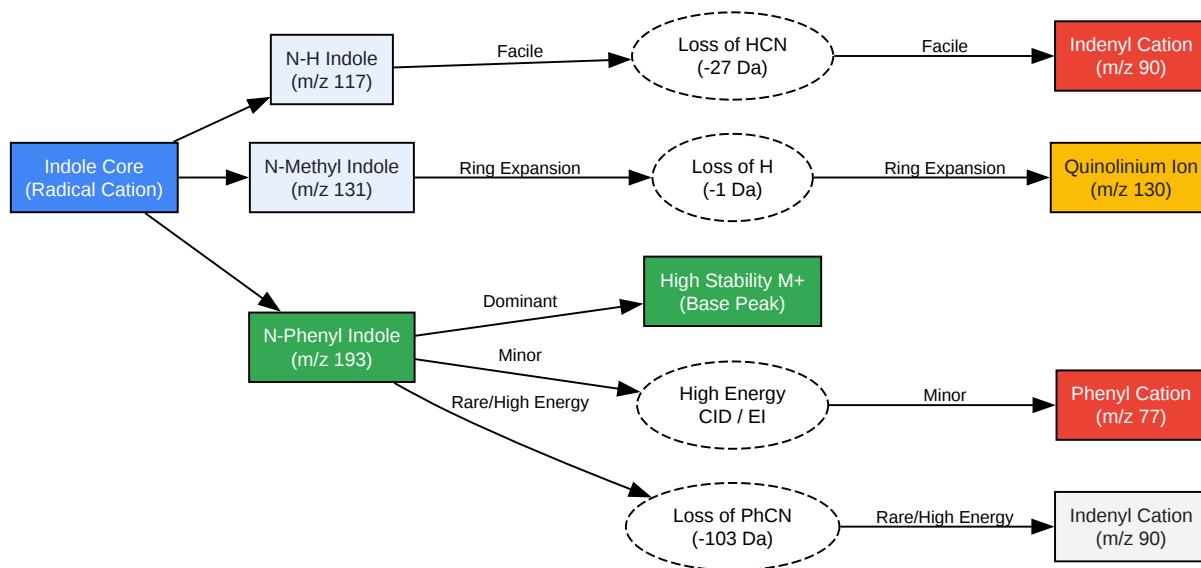 N-H Indole
(m/z 117)
Facile
Loss of HCN
(-27 Da)
Facile
Indenyl Cation
(m/z 90)
Indole Core
(Radical Cation)
N-Methyl Indole
(m/z 131)
Ring Expansion
Loss of H
(-1 Da)
Ring Expansion
Quinolinium Ion
(m/z 130)
N-Phenyl Indole
(m/z 193)
Dominant
High Stability M+
(Base Peak)
Minor
High Energy
CID / EI
Minor
Phenyl Cation
(m/z 77)
Rare/High Energy
Loss of PhCN
(-103 Da)
Rare/High Energy
Indenyl Cation
(m/z 90)